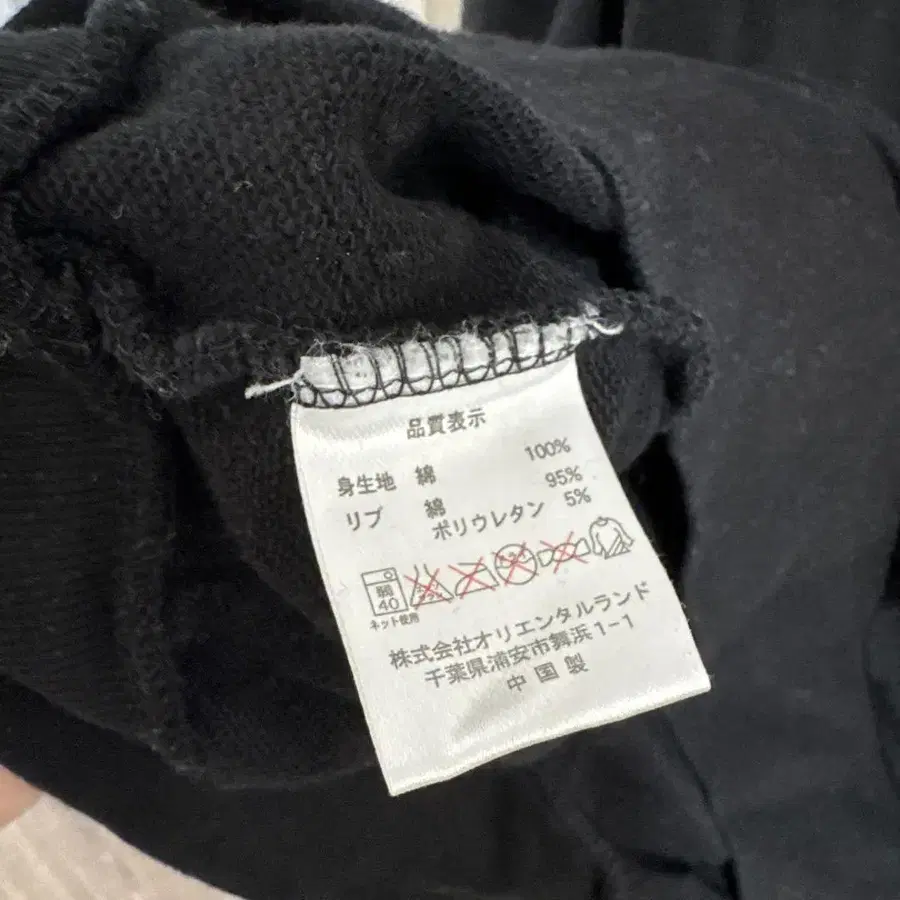 品質表示
身生地 綿 100%
リブ 綿 95%
ポリウレタン 5%
弱
40
ネット使用
株式会社オリエンタルランド
千葉県浦安市舞浜1-1
中国製